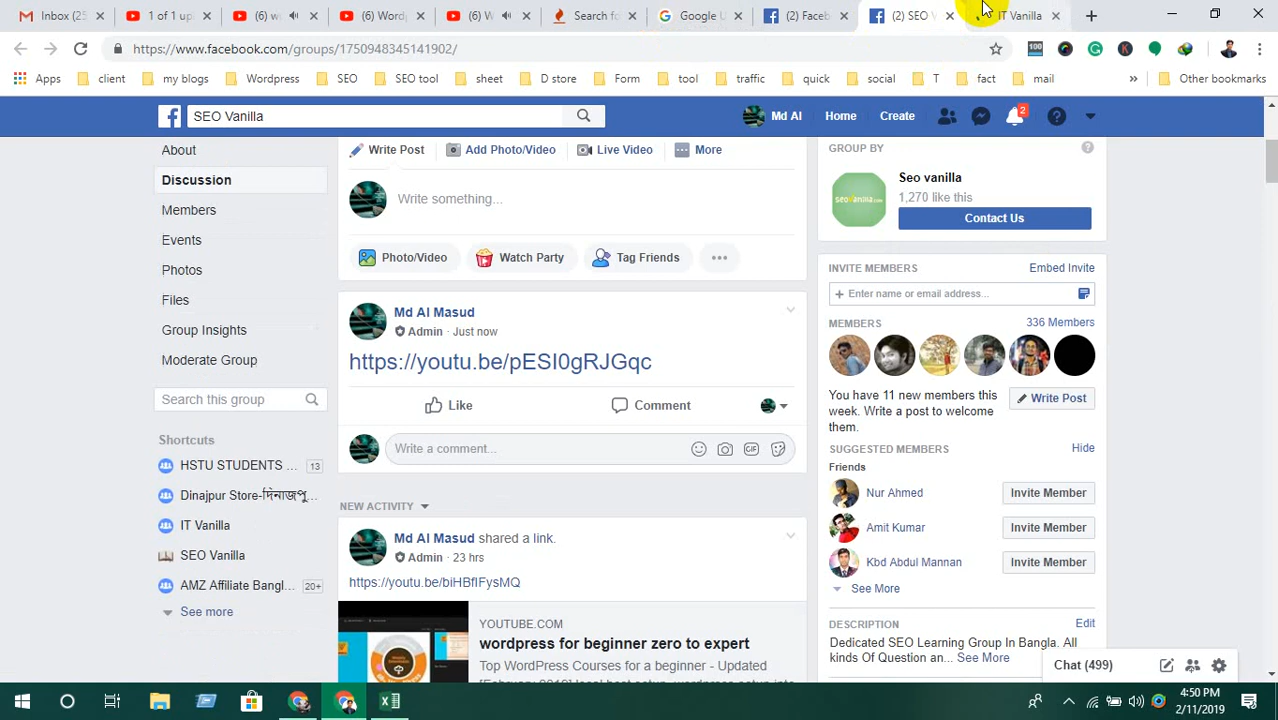 Inbox (23
1 of 1 up
(6) w
(6) Wordp
(6) W
Search fo
Google U
(2) Faceb
(2) SEO V
IT Vanilla
https://www.facebook.com/groups/1750948345141902/
100
Apps
client
my blogs
Wordpress
SEO
SEO tool
sheet
D store
Form
tool
traffic
quick
social
T
fact
mail
»
Other bookmarks
SEO Vanilla
Md Al
Home
Create
2
About
Discussion
Members
Events
Photos
Files
Group Insights
Moderate Group
Search this group
Shortcuts
HSTU STUDENTS ... 13
Dinajpur Store-দিনাজপু...
IT Vanilla
SEO Vanilla
AMZ Affiliate Bangl... 20+
See more
Write Post
Add Photo/Video
Live Video
More
Write something...
Photo/Video
Watch Party
Tag Friends
Md Al Masud
Admin · Just now
https://youtu.be/pESI0gRJGqc
Like
Comment
Write a comment...
GIF
NEW ACTIVITY
Md Al Masud shared a link.
Admin · 23 hrs
https://youtu.be/biHBfIFysMQ
YOUTUBE.COM
wordpress for beginner zero to expert
Top WordPress Courses for a beginner - Updated
GROUP BY
Seo vanilla
1,270 like this
Contact Us
seovanilla.com
INVITE MEMBERS
Embed Invite
+ Enter name or email address...
MEMBERS
336 Members
You have 11 new members this
week. Write a post to welcome
them.
Write Post
SUGGESTED MEMBERS
Hide
Friends
Nur Ahmed
Invite Member
Amit Kumar
Invite Member
Kbd Abdul Mannan
Invite Member
See More
DESCRIPTION
Edit
Dedicated SEO Learning Group In Bangla. All
kinds Of Question an... See More
Chat (499)
4:50 PM
2/11/2019